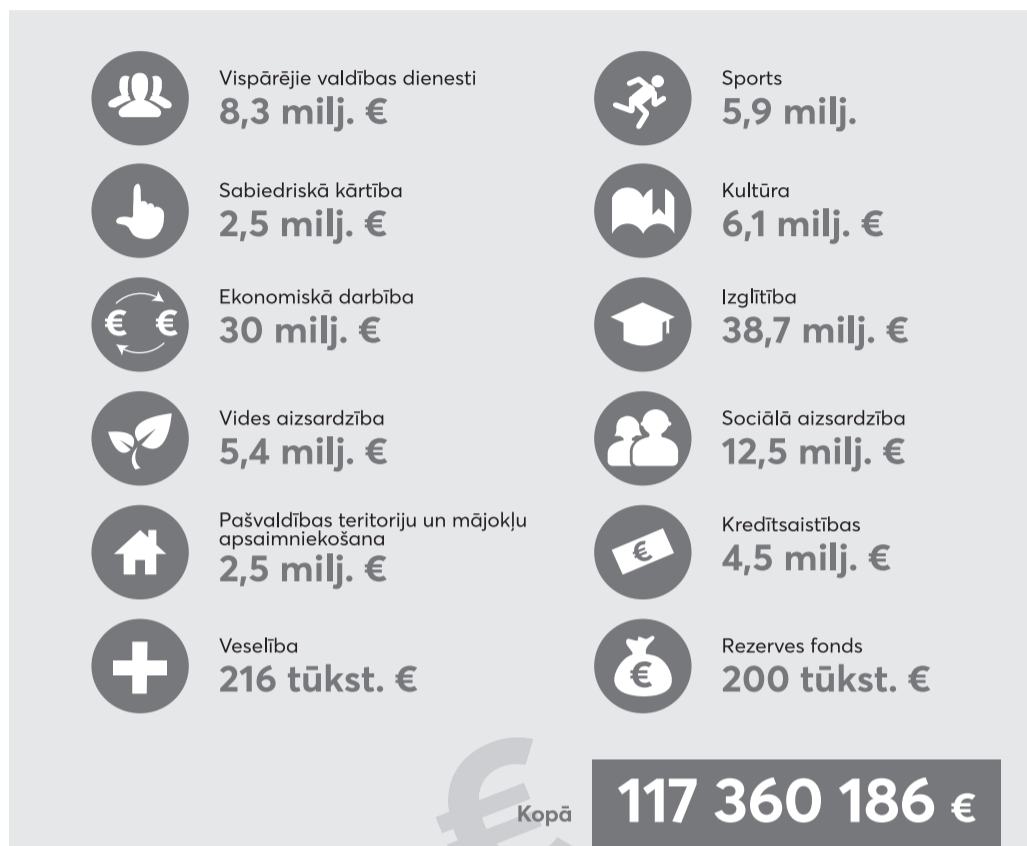 Vispārējie valdības dienesti
8,3 milj. €
Sabiedriskā kārtība
2,5 milj. €
Ekonomiskā darbība
€ €
30 milj. €
Vides aizsardzība
5,4 milj. €
Pašvaldības teritoriju un mājokļu
apsaimniekošana
2,5 milj. €
Veselība
216 tūkst. €
Sports
5,9 milj.
Kultūra
6,1 milj. €
Izglītība
38,7 milj. €
Sociālā aizsardzība
12,5 milj. €
Kredītsaistības
€
4,5 milj. €
Rezerves fonds
€
200 tūkst. €
€
Kopā
117 360 186 €